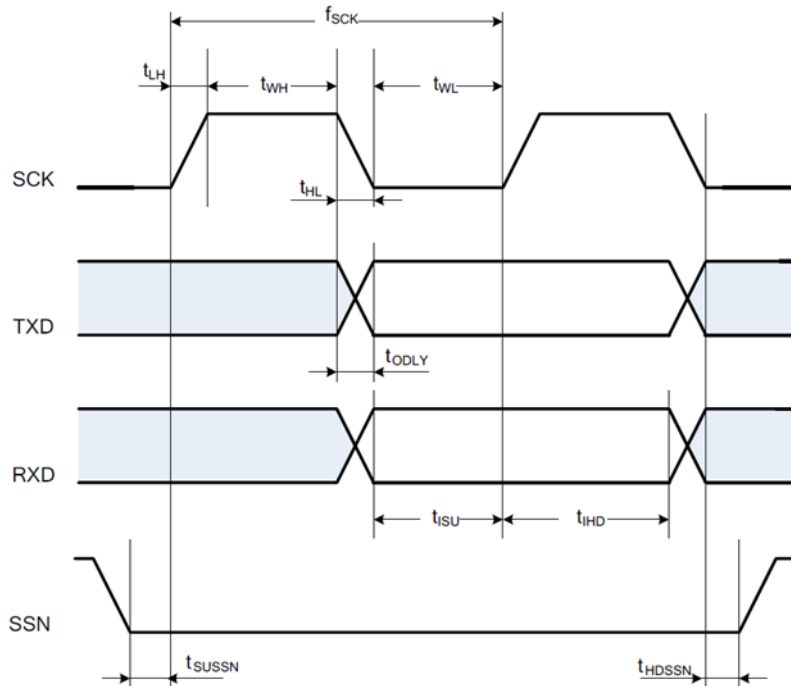 fSCK
tLH
tWH
tWL
SCK
tHL
TXD
tODLY
RXD
tISU
tIHD
SSN
tSUSSN
tHDSSN